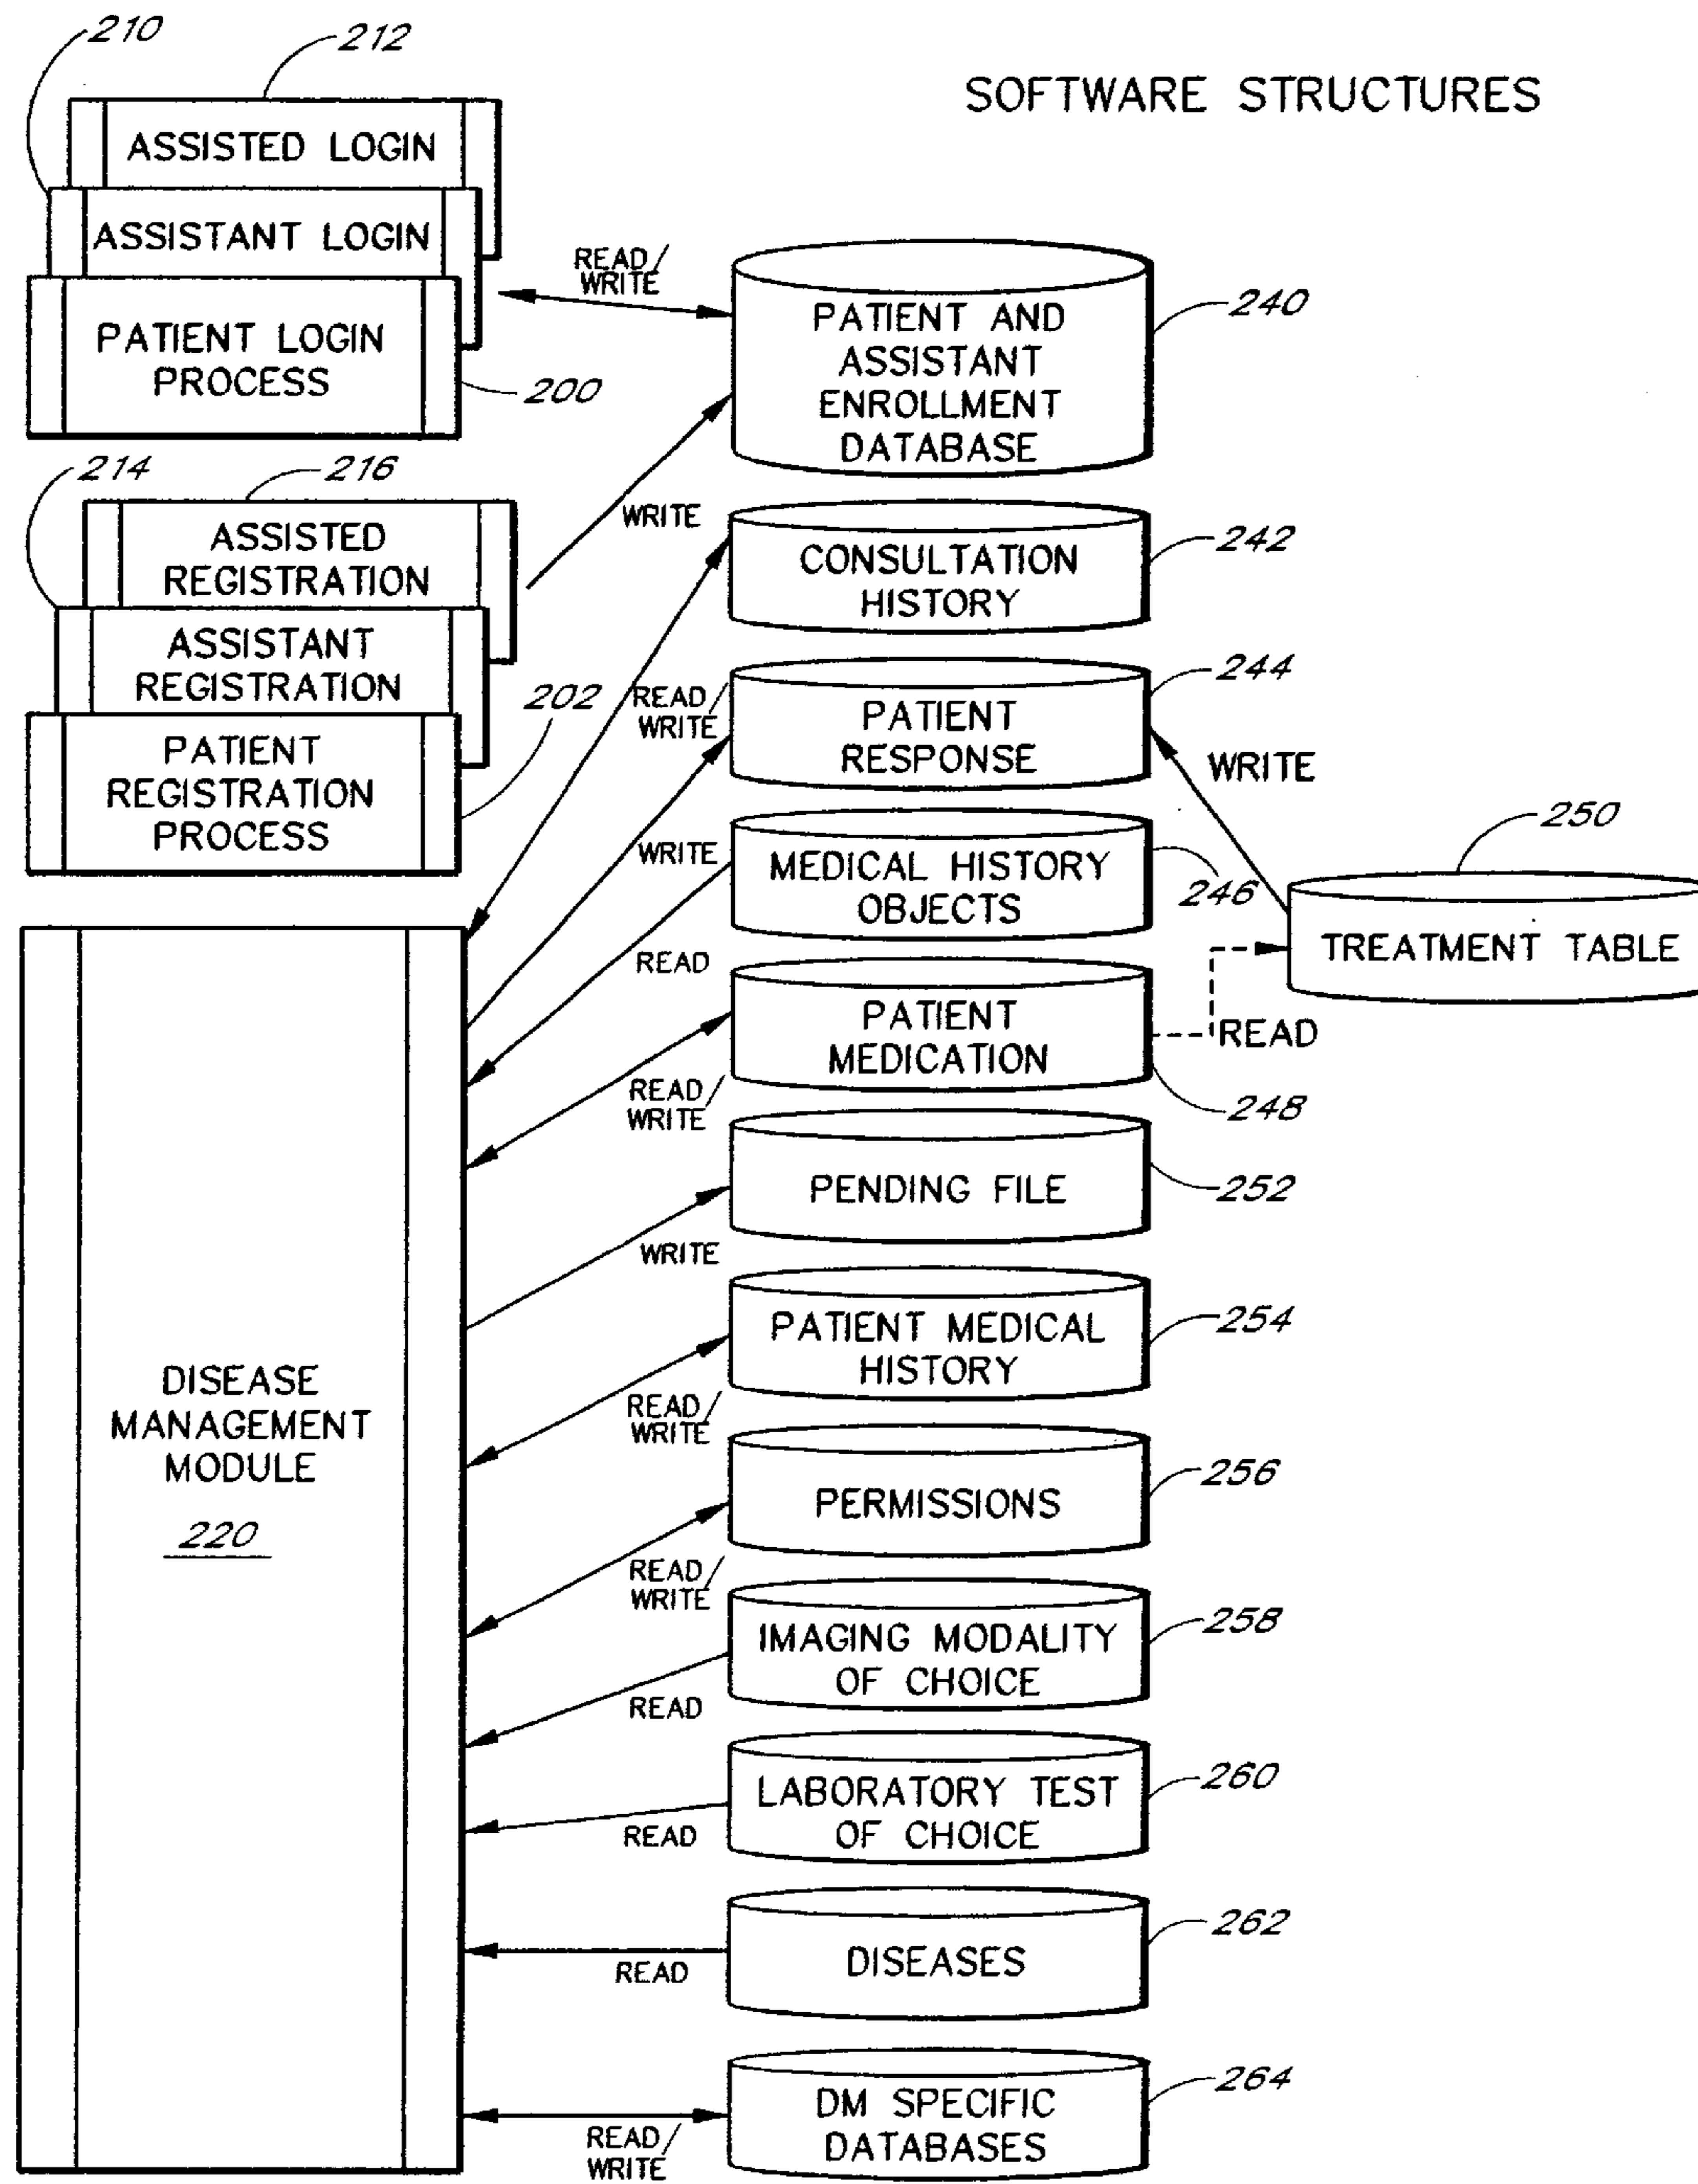 SOFTWARE STRUCTURES
210
212
ASSISTED LOGIN
ASSISTANT LOGIN
PATIENT LOGIN
PROCESS
200
READ/
WRITE
PATIENT AND
ASSISTANT
ENROLLMENT
DATABASE
240
214
216
ASSISTED
REGISTRATION
ASSISTANT
REGISTRATION
PATIENT
REGISTRATION
PROCESS
202
WRITE
CONSULTATION
HISTORY
242
READ/
WRITE
PATIENT
RESPONSE
244
WRITE
WRITE
MEDICAL HISTORY
OBJECTS
246
250
TREATMENT TABLE
READ
PATIENT
MEDICATION
READ
248
READ/
WRITE
PENDING FILE
252
WRITE
PATIENT MEDICAL
HISTORY
254
READ/
WRITE
DISEASE
MANAGEMENT
MODULE
220
PERMISSIONS
256
READ/
WRITE
IMAGING MODALITY
OF CHOICE
258
READ
LABORATORY TEST
OF CHOICE
260
READ
DISEASES
262
READ
DM SPECIFIC
DATABASES
264
READ/
WRITE